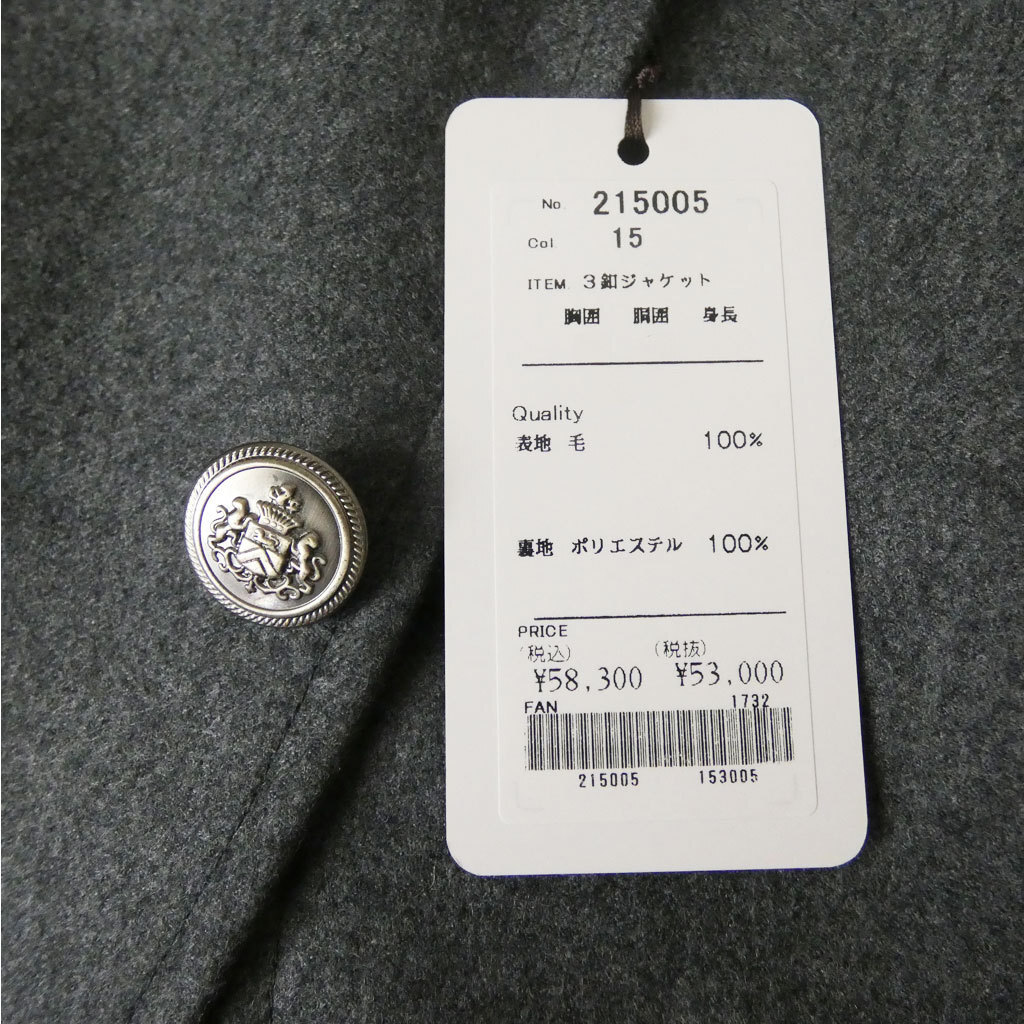 No. 215005
Col 15
ITEM. 3釦ジャケット
胸囲 胴囲 身長
Quality
表地 毛 100%
裏地 ポリエステル 100%
PRICE
(税込) (税抜)
¥58,300 ¥53,000
FAN 1732
215005 153005